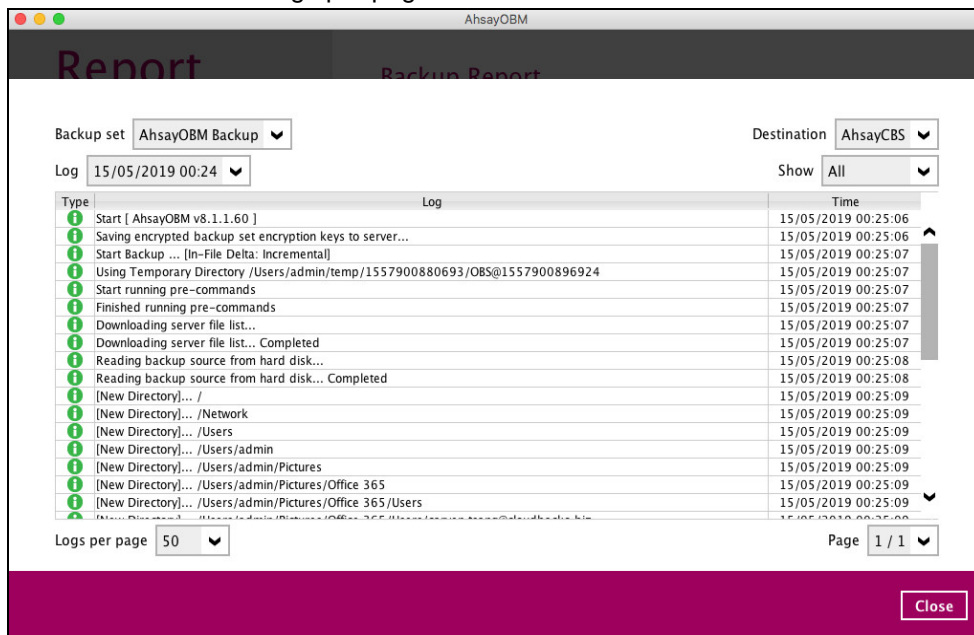 AhsayOBM
Report
Backup Report
Backup set AhsayOBM Backup Destination AhsayCBS
Log 15/05/2019 00:24 Show All
Type Log Time
Start [ AhsayOBM v8.1.1.60 ] 15/05/2019 00:25:06
Saving encrypted backup set encryption keys to server... 15/05/2019 00:25:06
Start Backup ... [In-File Delta: Incremental] 15/05/2019 00:25:07
Using Temporary Directory /Users/admin/temp/1557900880693/OBS@1557900896924 15/05/2019 00:25:07
Start running pre-commands 15/05/2019 00:25:07
Finished running pre-commands 15/05/2019 00:25:07
Downloading server file list... 15/05/2019 00:25:07
Downloading server file list... Completed 15/05/2019 00:25:07
Reading backup source from hard disk... 15/05/2019 00:25:08
Reading backup source from hard disk... Completed 15/05/2019 00:25:08
[New Directory]... / 15/05/2019 00:25:09
[New Directory]... /Network 15/05/2019 00:25:09
[New Directory]... /Users 15/05/2019 00:25:09
[New Directory]... /Users/admin 15/05/2019 00:25:09
[New Directory]... /Users/admin/Pictures 15/05/2019 00:25:09
[New Directory]... /Users/admin/Pictures/Office 365 15/05/2019 00:25:09
[New Directory]... /Users/admin/Pictures/Office 365/Users 15/05/2019 00:25:09
Logs per page 50 Page 1 / 1
Close